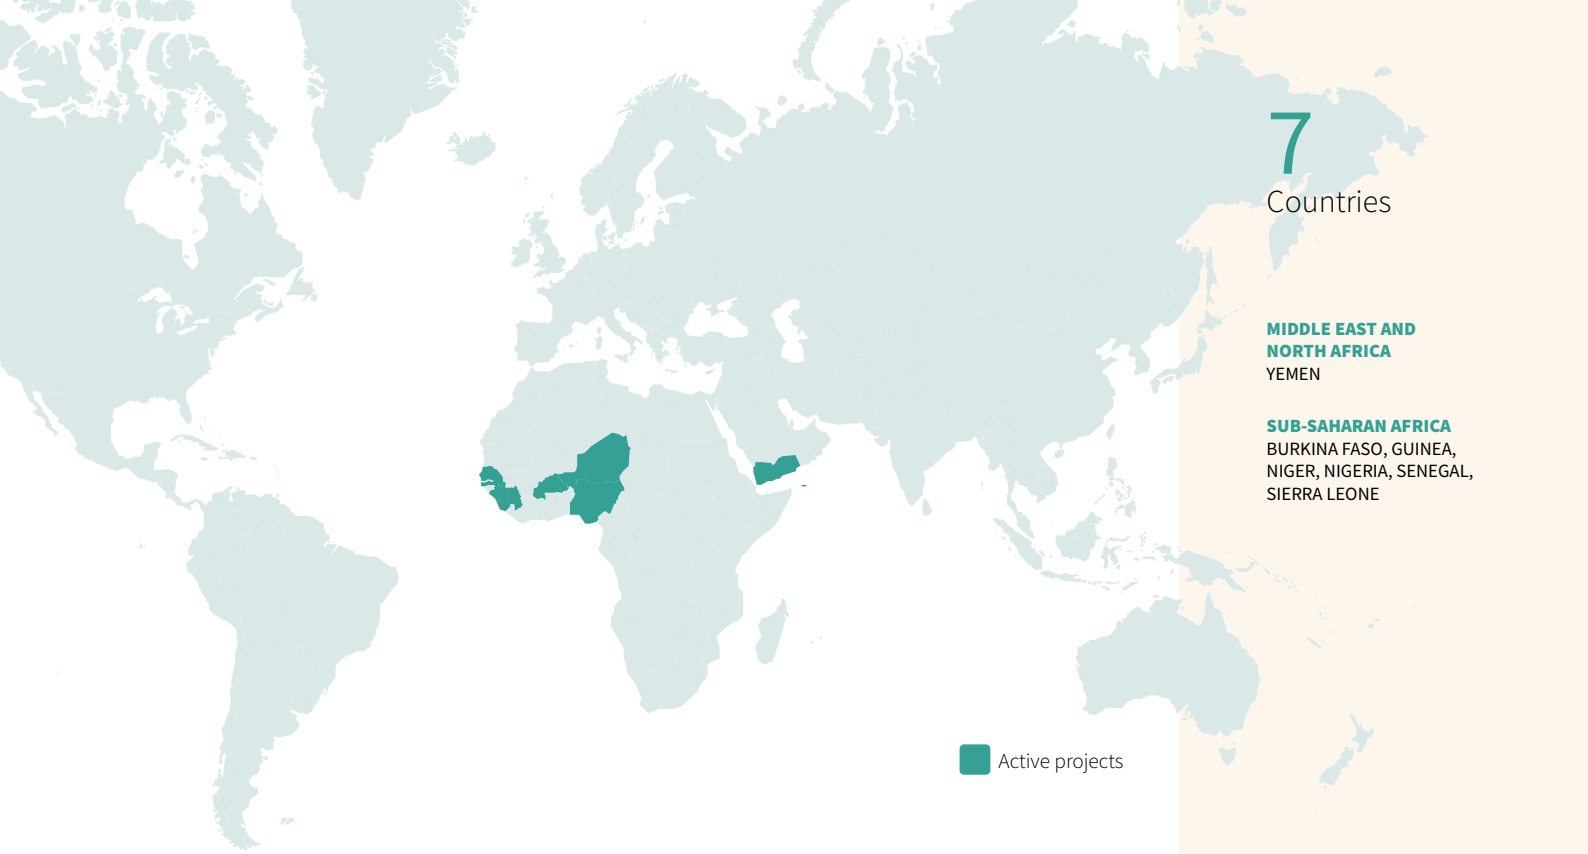 7
Countries
MIDDLE EAST AND
NORTH AFRICA
YEMEN
SUB-SAHARAN AFRICA
BURKINA FASO, GUINEA,
NIGER, NIGERIA, SENEGAL,
SIERRA LEONE
Active projects